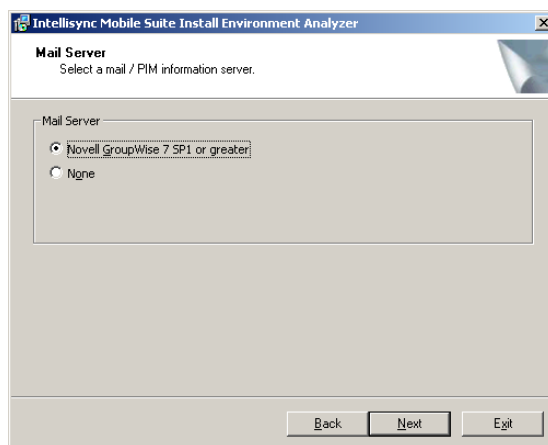 Intellisync Mobile Suite Install Environment Analyzer
Mail Server
Select a mail / PIM information server.
Mail Server
Novell GroupWise 7 SP1 or greater
None
Back
Next
Exit